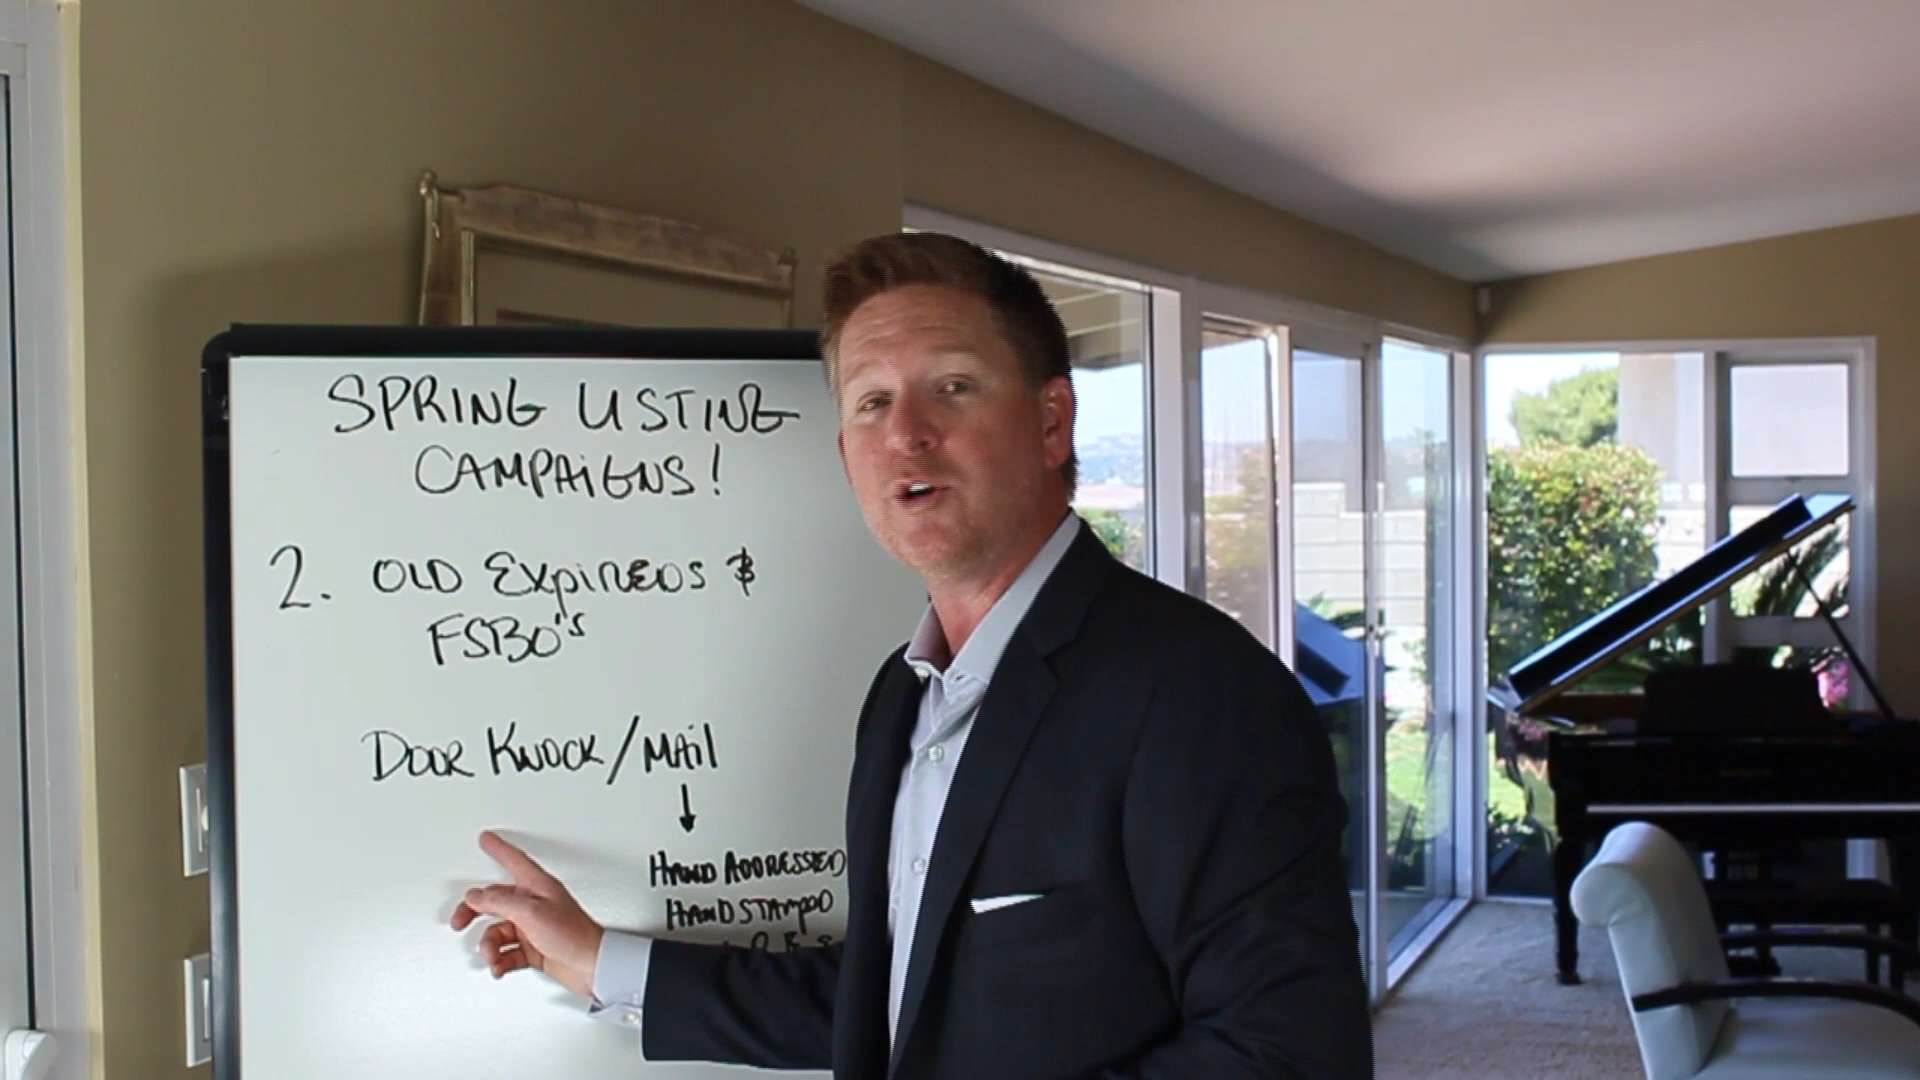 SPRING LISTING
CAMPAIGNS!
2. OLD EXPIREDS &
FSBO's
DOOR KNOCK/MAIL
HAND ADDRESSED
HAND STAMPED